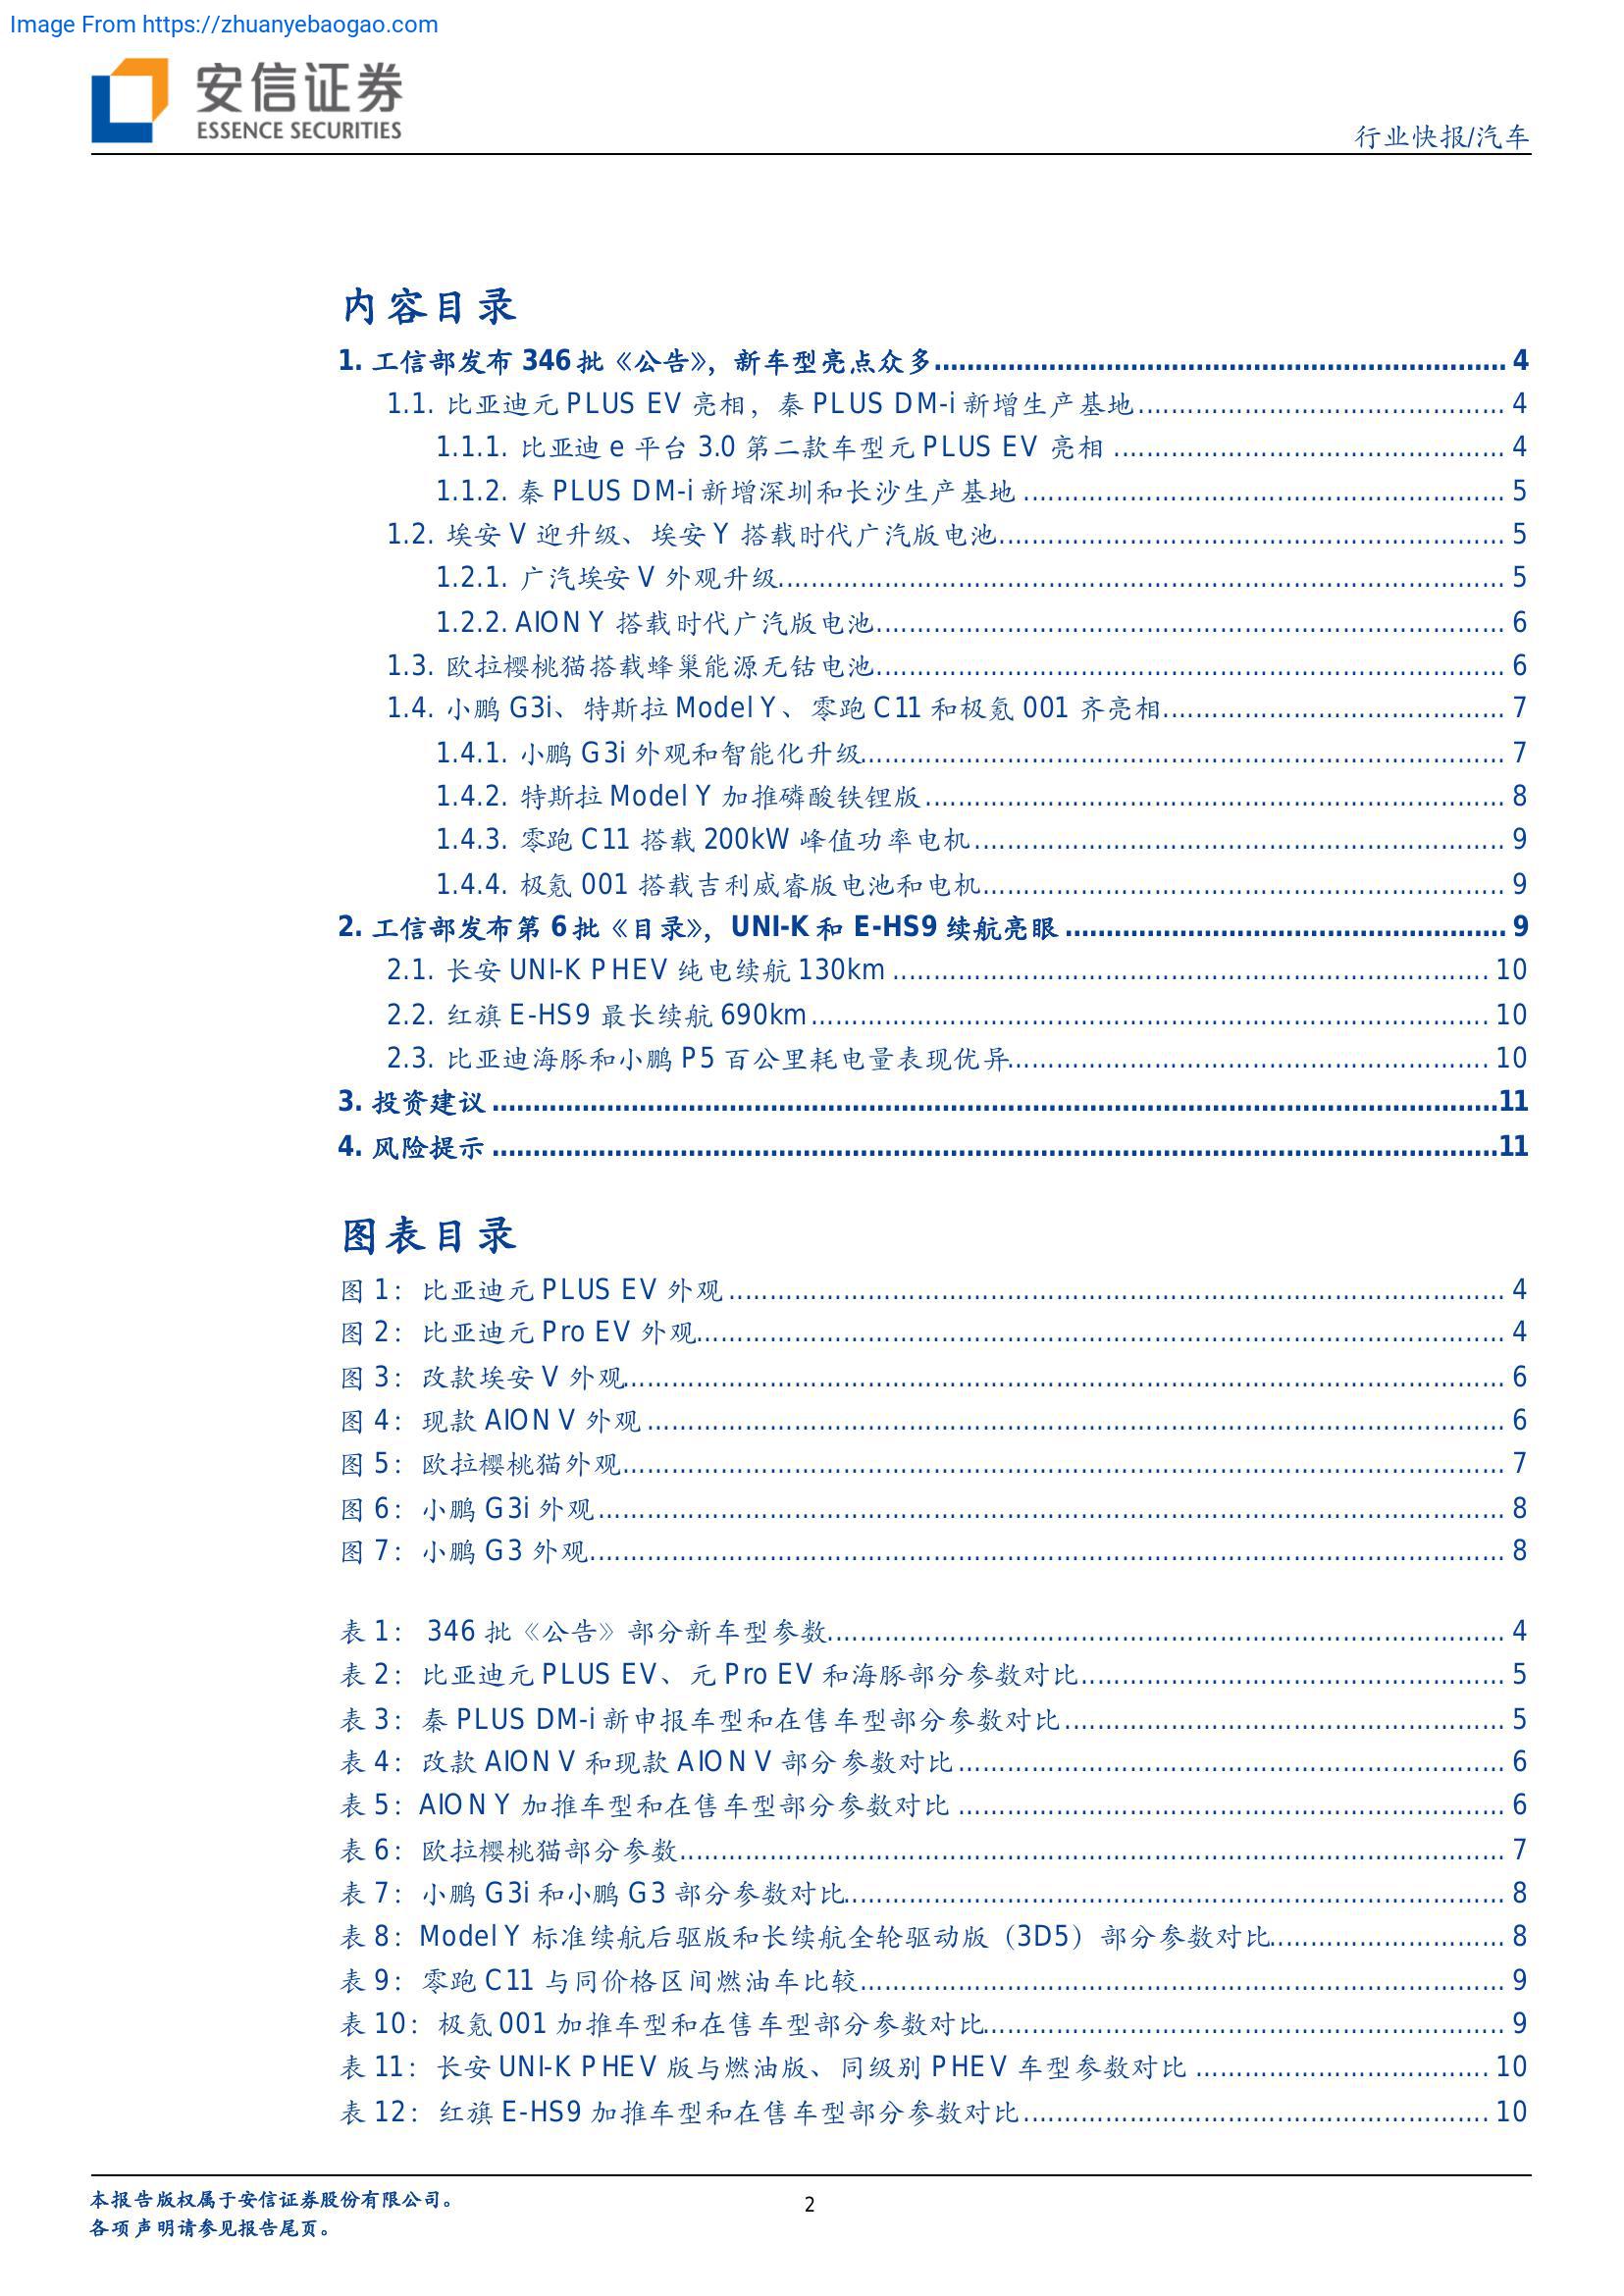 Image From https://zhuanyebaogao.com
安信证券
ESSENCE SECURITIES
行业快报/汽车
内容目录
1. 工信部发布 346 批《公告》，新车型亮点众多 4
1.1. 比亚迪元 PLUS EV 亮相，秦 PLUS DM-i 新增生产基地 4
1.1.1. 比亚迪 e 平台 3.0 第二款车型元 PLUS EV 亮相 4
1.1.2. 秦 PLUS DM-i 新增深圳和长沙生产基地 5
1.2. 埃安 V 迎升级、埃安 Y 搭载时代广汽版电池 5
1.2.1. 广汽埃安 V 外观升级 5
1.2.2. AION Y 搭载时代广汽版电池 6
1.3. 欧拉樱桃猫搭载蜂巢能源无钴电池 6
1.4. 小鹏 G3i、特斯拉 Model Y、零跑 C11 和极氪 001 齐亮相 7
1.4.1. 小鹏 G3i 外观和智能化升级 7
1.4.2. 特斯拉 Model Y 加推磷酸铁锂版 8
1.4.3. 零跑 C11 搭载 200kW 峰值功率电机 9
1.4.4. 极氪 001 搭载吉利威睿版电池和电机 9
2. 工信部发布第 6 批《目录》，UNI-K 和 E-HS9 续航亮眼 9
2.1. 长安 UNI-K PHEV 纯电续航 130km 10
2.2. 红旗 E-HS9 最长续航 690km 10
2.3. 比亚迪海豚和小鹏 P5 百公里耗电量表现优异 10
3. 投资建议 11
4. 风险提示 11
图表目录
图 1：比亚迪元 PLUS EV 外观 4
图 2：比亚迪元 Pro EV 外观 4
图 3：改款埃安 V 外观 6
图 4：现款 AION V 外观 6
图 5：欧拉樱桃猫外观 7
图 6：小鹏 G3i 外观 8
图 7：小鹏 G3 外观 8
表 1： 346 批《公告》部分新车型参数 4
表 2：比亚迪元 PLUS EV、元 Pro EV 和海豚部分参数对比 5
表 3：秦 PLUS DM-i 新申报车型和在售车型部分参数对比 5
表 4：改款 AION V 和现款 AION V 部分参数对比 6
表 5：AION Y 加推车型和在售车型部分参数对比 6
表 6：欧拉樱桃猫部分参数 7
表 7：小鹏 G3i 和小鹏 G3 部分参数对比 8
表 8：Model Y 标准续航后驱版和长续航全轮驱动版（3D5）部分参数对比 8
表 9：零跑 C11 与同价格区间燃油车比较 9
表 10：极氪 001 加推车型和在售车型部分参数对比 9
表 11：长安 UNI-K PHEV 版与燃油版、同级别 PHEV 车型参数对比 10
表 12：红旗 E-HS9 加推车型和在售车型部分参数对比 10
本报告版权属于安信证券股份有限公司。
2
各项声明请参见报告尾页。